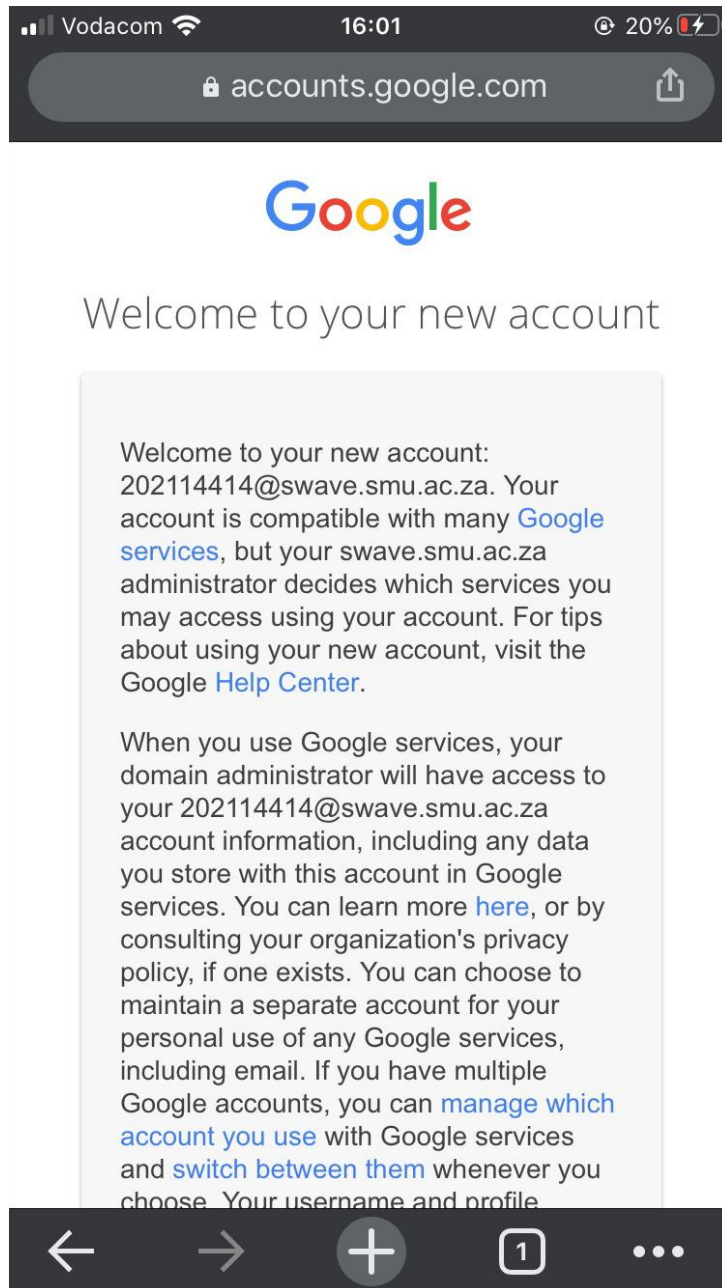 Vodacom 16:01 20%
accounts.google.com
Google
Welcome to your new account
Welcome to your new account:
202114414@swave.smu.ac.za. Your
account is compatible with many Google
services, but your swave.smu.ac.za
administrator decides which services you
may access using your account. For tips
about using your new account, visit the
Google Help Center.
When you use Google services, your
domain administrator will have access to
your 202114414@swave.smu.ac.za
account information, including any data
you store with this account in Google
services. You can learn more here, or by
consulting your organization's privacy
policy, if one exists. You can choose to
maintain a separate account for your
personal use of any Google services,
including email. If you have multiple
Google accounts, you can manage which
account you use with Google services
and switch between them whenever you
choose. Your username and profile
1